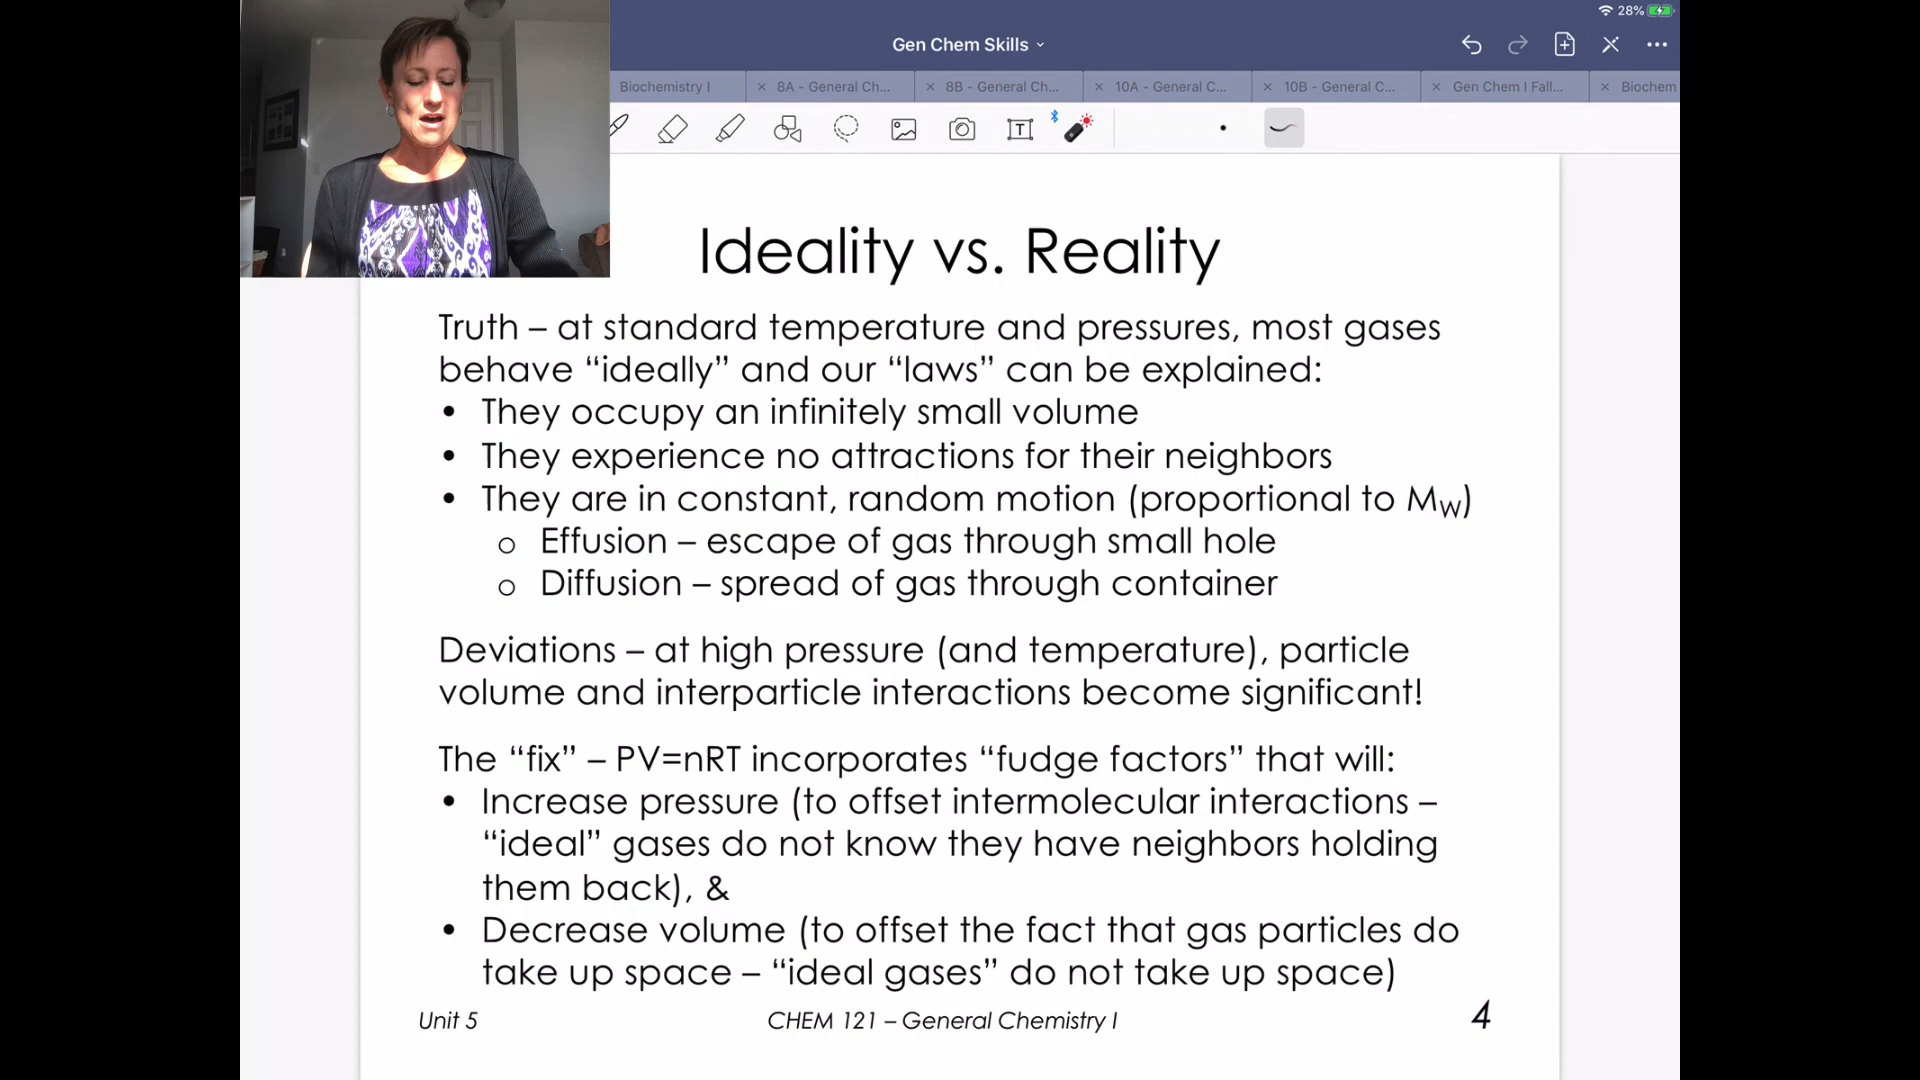 28%
Gen Chem Skills
Biochemistry I
8A - General Ch...
8B - General Ch...
10A - General C...
10B - General C...
Gen Chem I Fall...
Biochem
T
Ideality vs. Reality
Truth – at standard temperature and pressures, most gases
behave “ideally” and our “laws” can be explained:
• They occupy an infinitely small volume
• They experience no attractions for their neighbors
• They are in constant, random motion (proportional to MW)
o Effusion – escape of gas through small hole
o Diffusion – spread of gas through container
Deviations – at high pressure (and temperature), particle
volume and interparticle interactions become significant!
The “fix” – PV=nRT incorporates “fudge factors” that will:
• Increase pressure (to offset intermolecular interactions –
“ideal” gases do not know they have neighbors holding
them back), &
• Decrease volume (to offset the fact that gas particles do
take up space – “ideal gases” do not take up space)
Unit 5
CHEM 121 – General Chemistry I
4